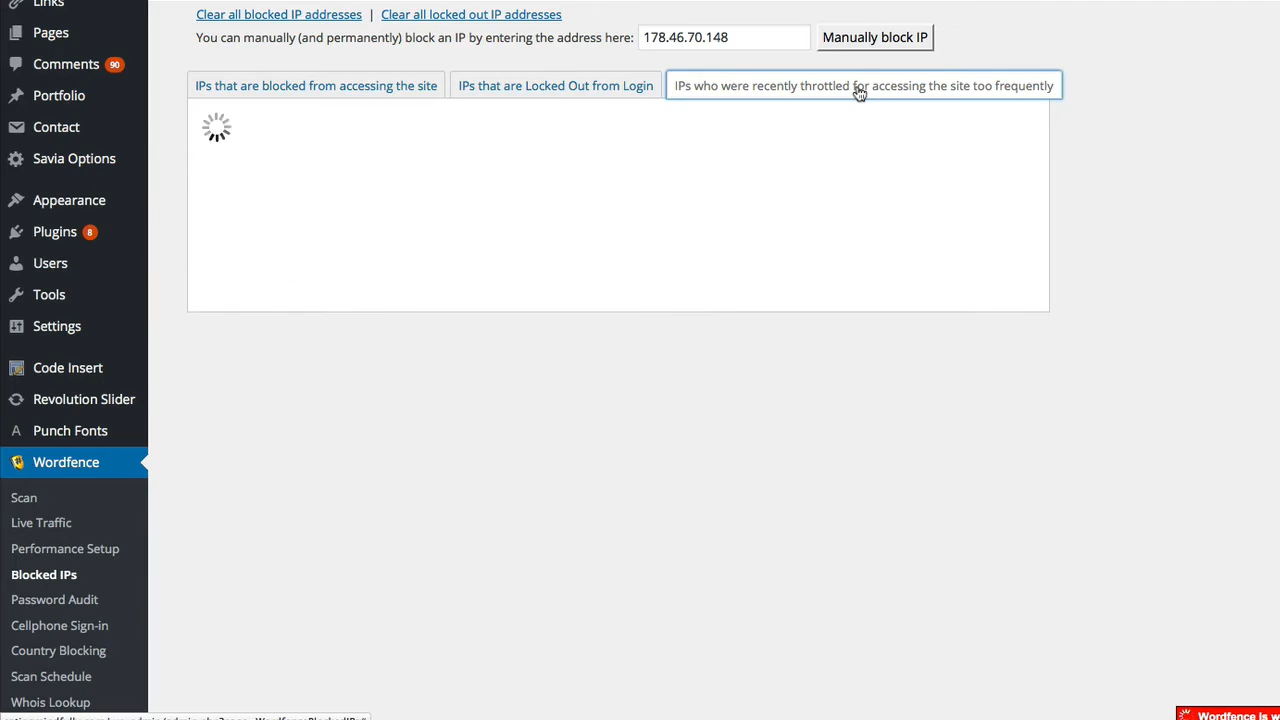 Links
Pages
Comments 90
Portfolio
Contact
Savia Options
Appearance
Plugins 8
Users
Tools
Settings
Code Insert
Revolution Slider
Punch Fonts
Wordfence
Scan
Live Traffic
Performance Setup
Blocked IPs
Password Audit
Cellphone Sign-in
Country Blocking
Scan Schedule
Whois Lookup
Clear all blocked IP addresses | Clear all locked out IP addresses
You can manually (and permanently) block an IP by entering the address here: 178.46.70.148 Manually block IP
IPs that are blocked from accessing the site IPs that are Locked Out from Login IPs who were recently throttled for accessing the site too frequently
Wordfence is